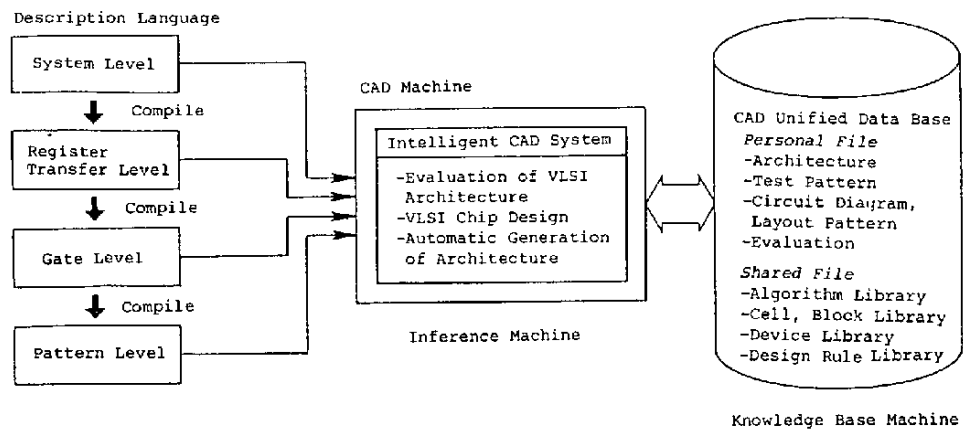 Description Language
System Level
Compile
Register
Transfer Level
Compile
Gate Level
Compile
Pattern Level
CAD Machine
Intelligent CAD System
-Evaluation of VLSI
Architecture
-VLSI Chip Design
-Automatic Generation
of Architecture
Inference Machine
CAD Unified Data Base
Personal File
-Architecture
-Test Pattern
-Circuit Diagram,
Layout Pattern
-Evaluation
Shared File
-Algorithm Library
-Cell, Block Library
-Device Library
-Design Rule Library
Knowledge Base Machine